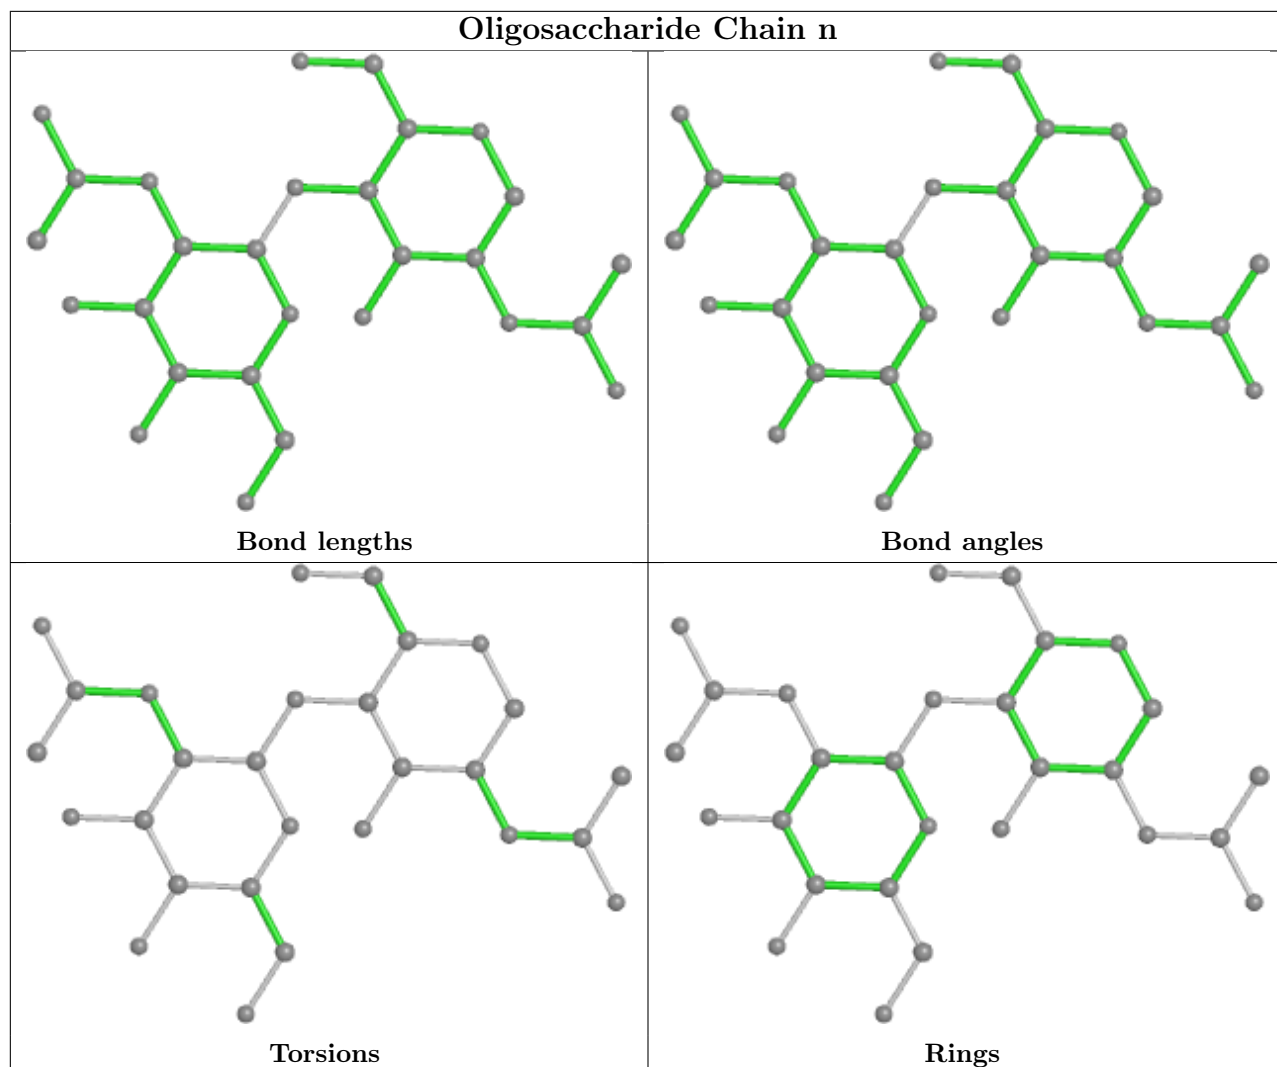 Oligosaccharide Chain n
Bond lengths
Bond angles
Torsions
Rings